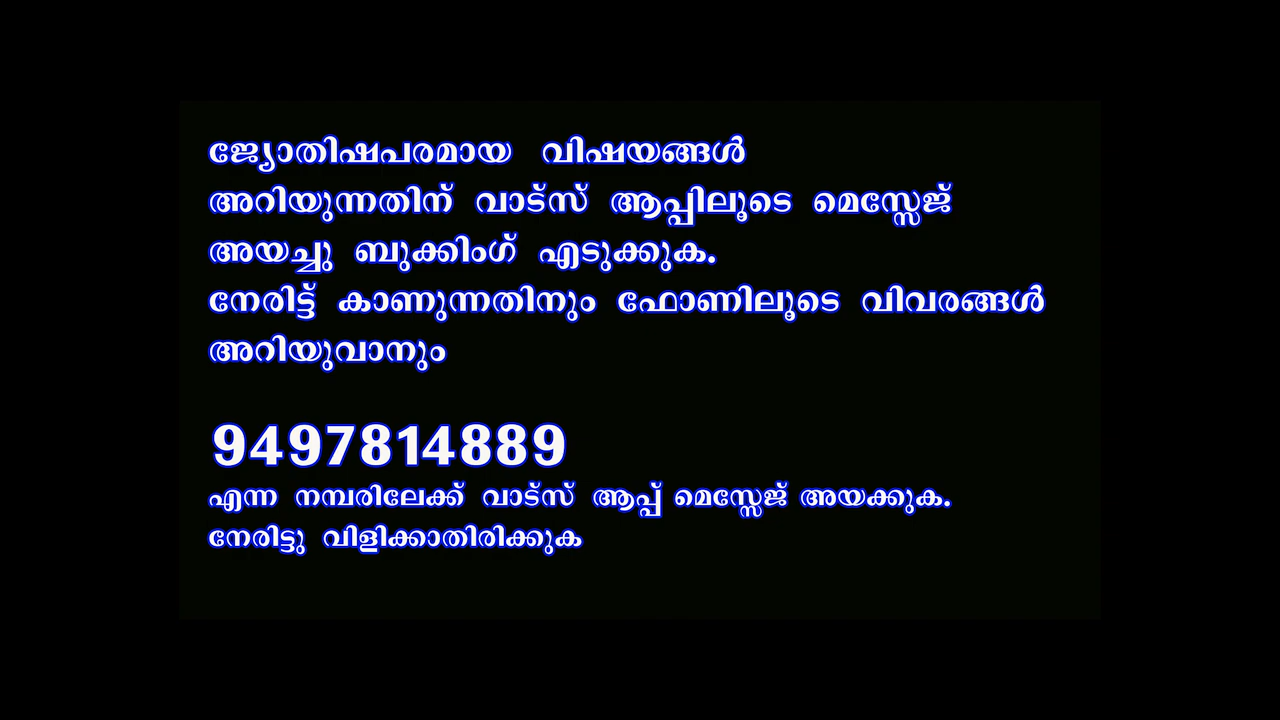 ജ്യോതിഷപരമായ വിഷയങ്ങൾ
അറിയുന്നതിന് വാട്സ് ആപ്പിലൂടെ മെസ്സേജ്
അയച്ചു ബുക്കിംഗ് എടുക്കുക.
നേരിട്ട് കാണുന്നതിനും ഫോണിലൂടെ വിവരങ്ങൾ
അറിയുവാനും
9497814889
എന്ന നമ്പരിലേക്ക് വാട്സ് ആപ്പ് മെസ്സേജ് അയക്കുക.
നേരിട്ടു വിളിക്കാതിരിക്കുക